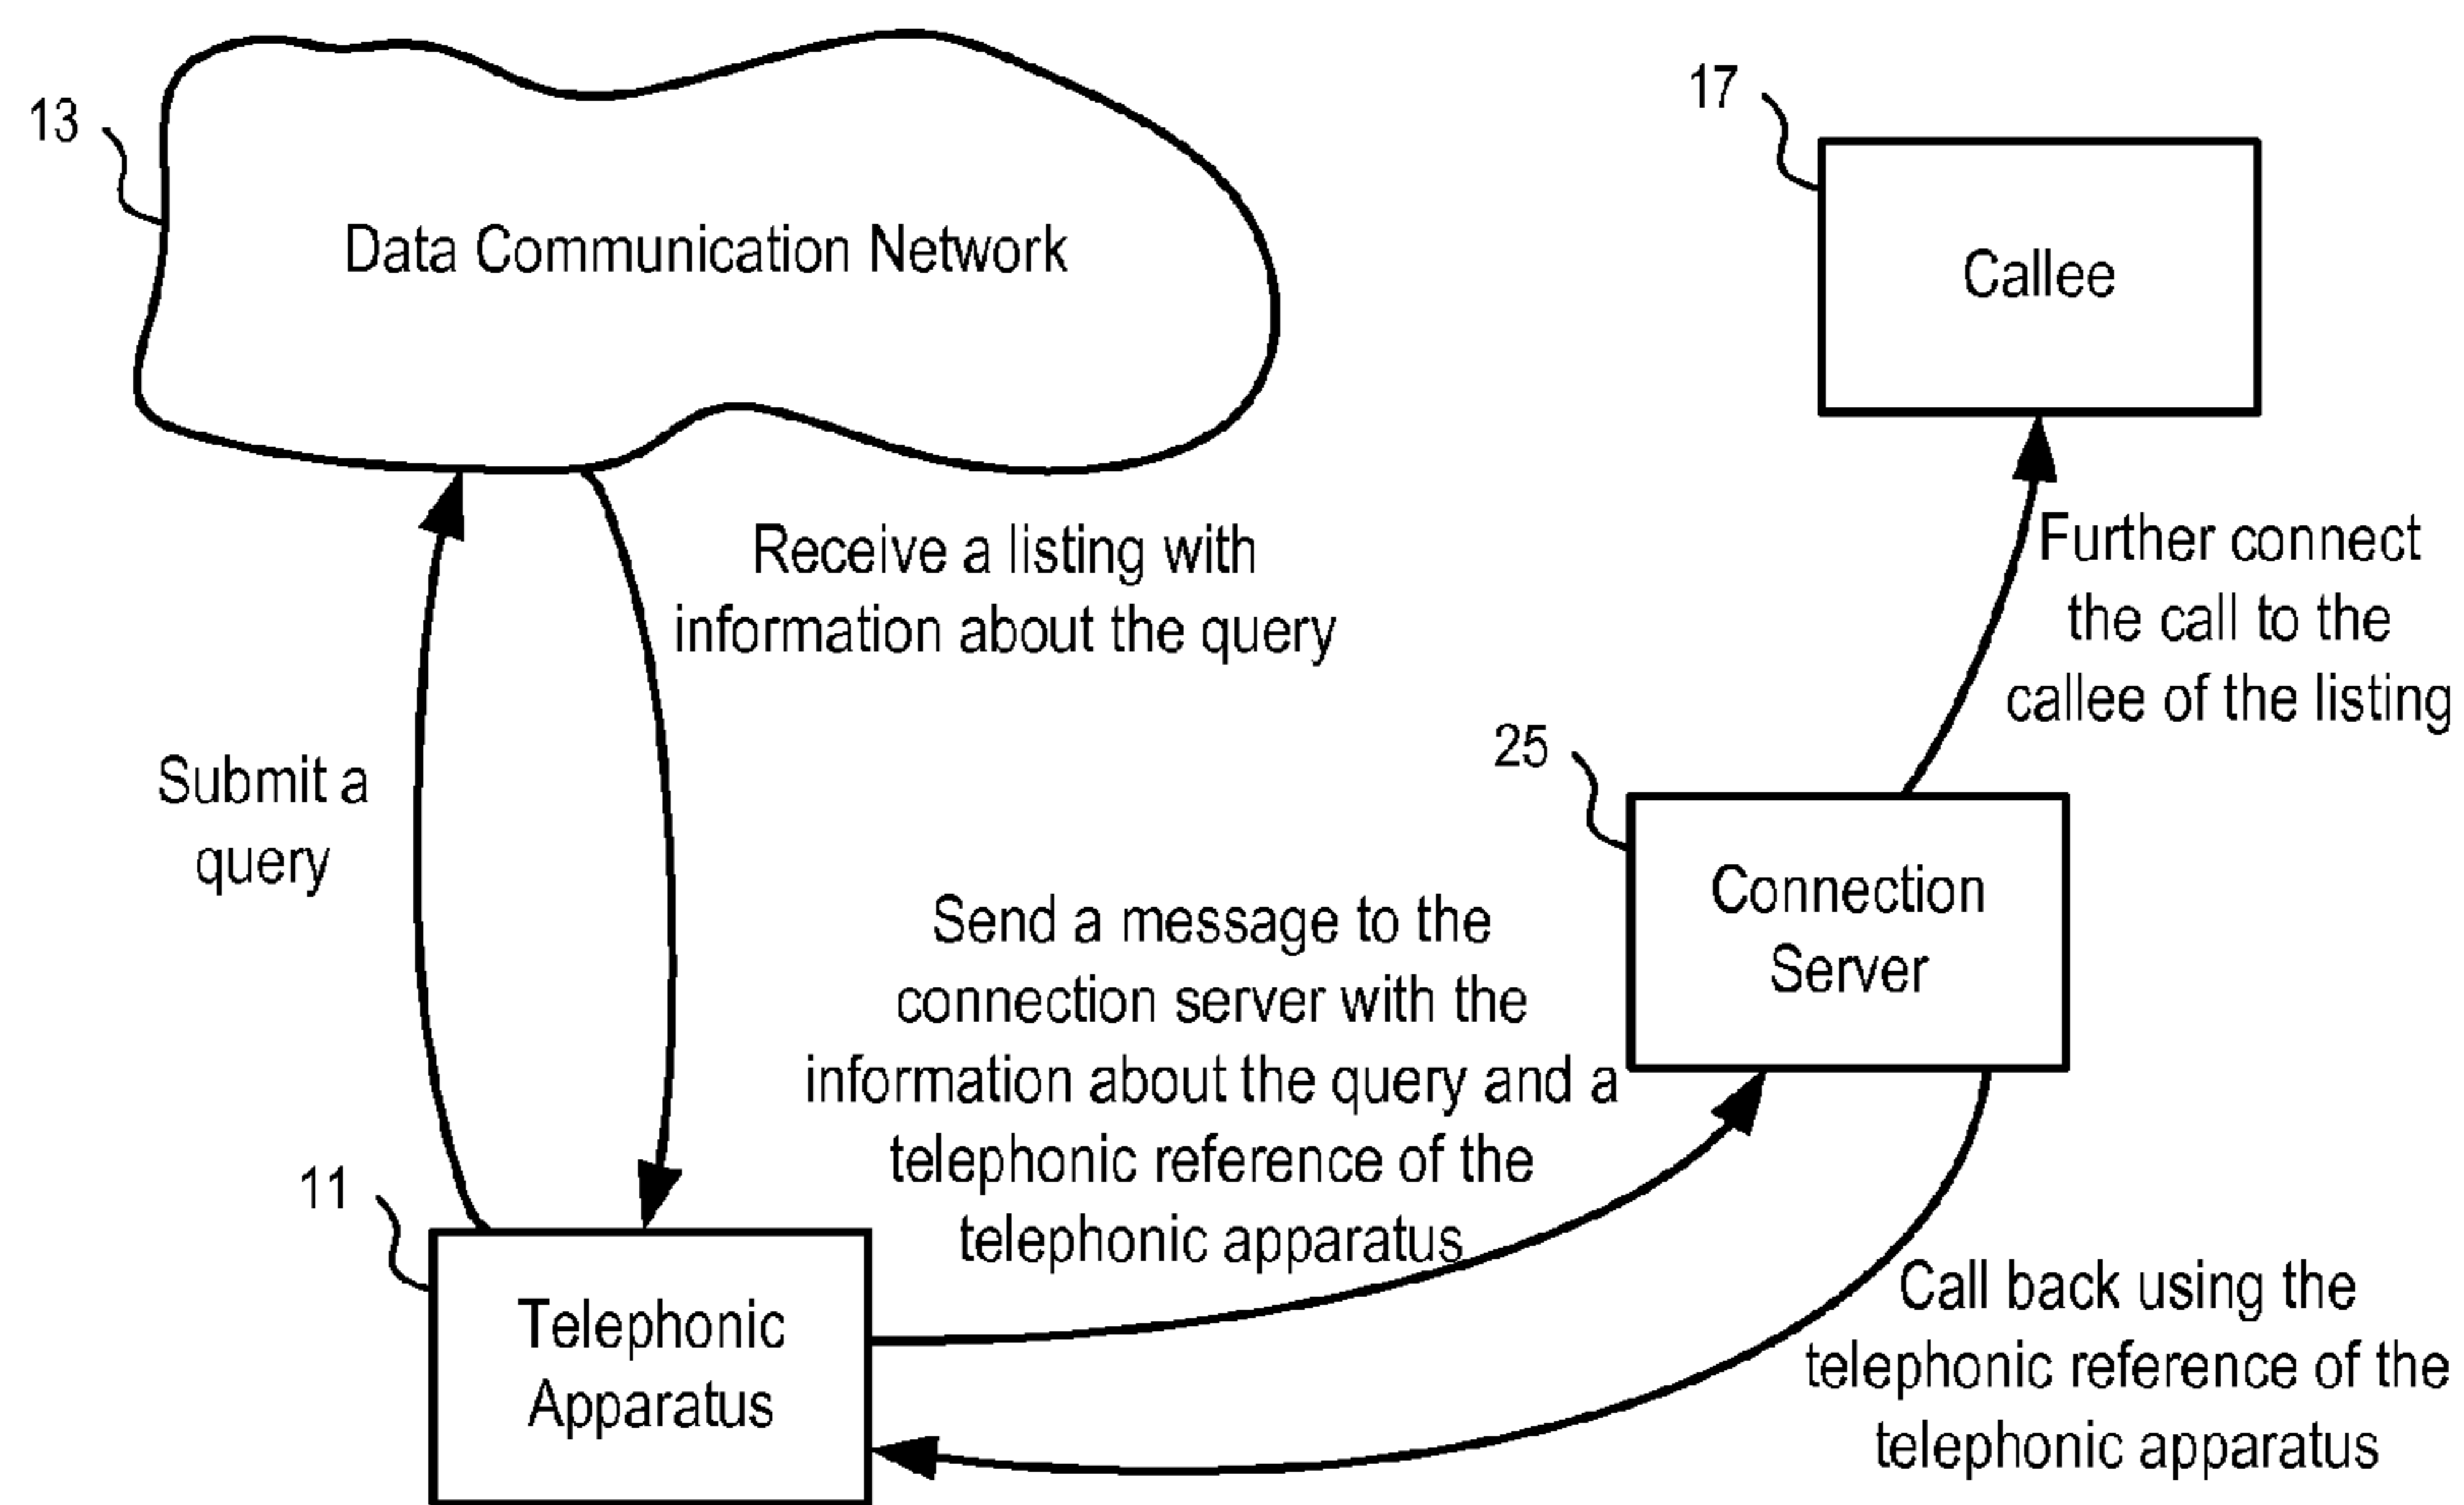 13
Data Communication Network
17
Callee
Receive a listing with
information about the query
Further connect
the call to the
callee of the listing
Submit a
query
25
Connection
Server
Send a message to the
connection server with the
information about the query and a
telephonic reference of the
telephonic apparatus
11
Telephonic
Apparatus
Call back using the
telephonic reference of the
telephonic apparatus